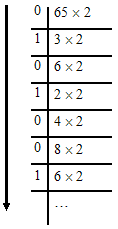 0 65 × 2
1 3 × 2
0 6 × 2
1 2 × 2
0 4 × 2
0 8 × 2
1 6 × 2
...